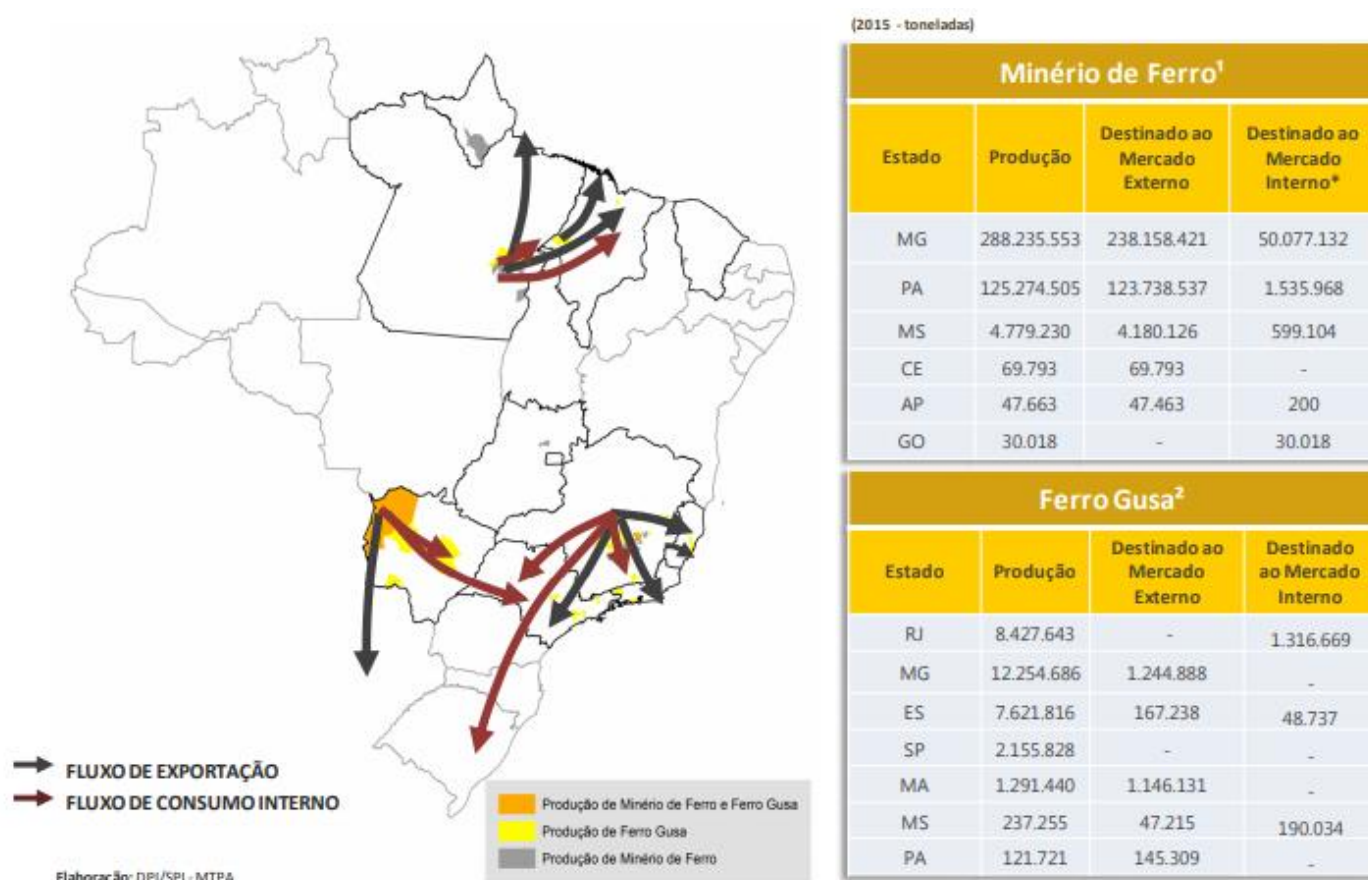 (2015 - toneladas)
Minério de Ferro¹
Estado Produção Destinado ao Mercado Externo Destinado ao Mercado Interno*
MG 288.235.553 238.158.421 50.077.132
PA 125.274.505 123.738.537 1.535.968
MS 4.779.230 4.180.126 599.104
CE 69.793 69.793 -
AP 47.663 47.463 200
GO 30.018 - 30.018
Ferro Gusa²
Estado Produção Destinado ao Mercado Externo Destinado ao Mercado Interno
RJ 8.427.643 - 1.316.669
MG 12.254.686 1.244.888 -
ES 7.621.816 167.238 48.737
SP 2.155.828 - -
MA 1.291.440 1.146.131 -
MS 237.255 47.215 190.034
PA 121.721 145.309 -
FLUXO DE EXPORTAÇÃO
FLUXO DE CONSUMO INTERNO
Produção de Minério de Ferro e Ferro Gusa
Produção de Ferro Gusa
Produção de Minério de Ferro
Elaboração: DPI/SPI - MTPA